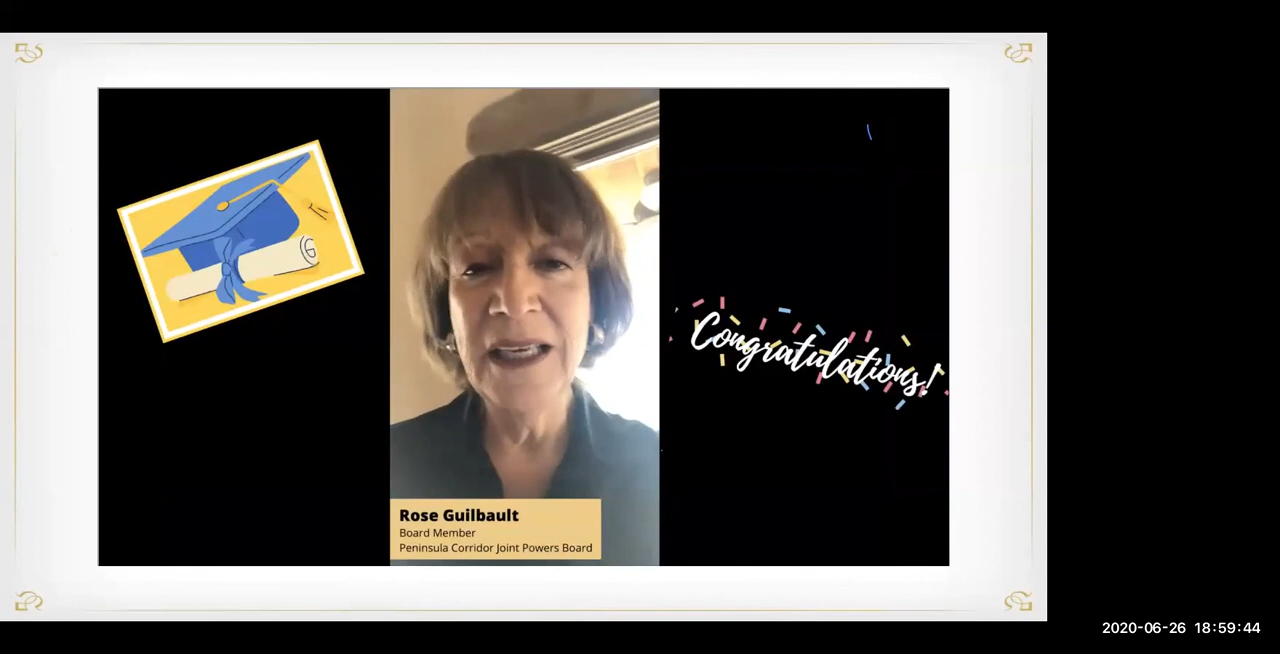 Congratulations!
Rose Guilbault
Board Member
Peninsula Corridor Joint Powers Board
2020-06-26 18:59:44